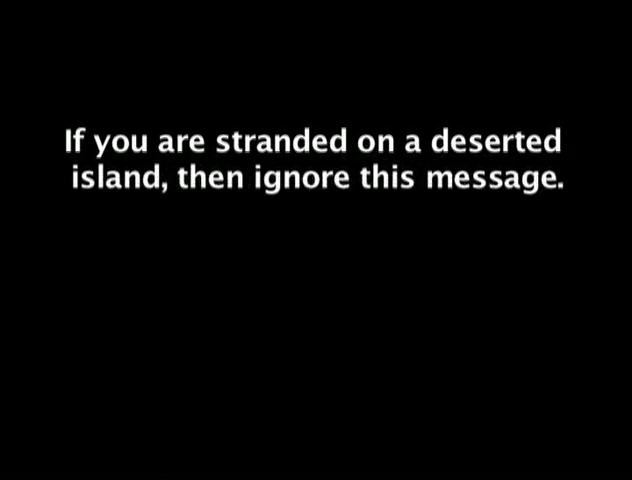 If you are stranded on a deserted
island, then ignore this message.